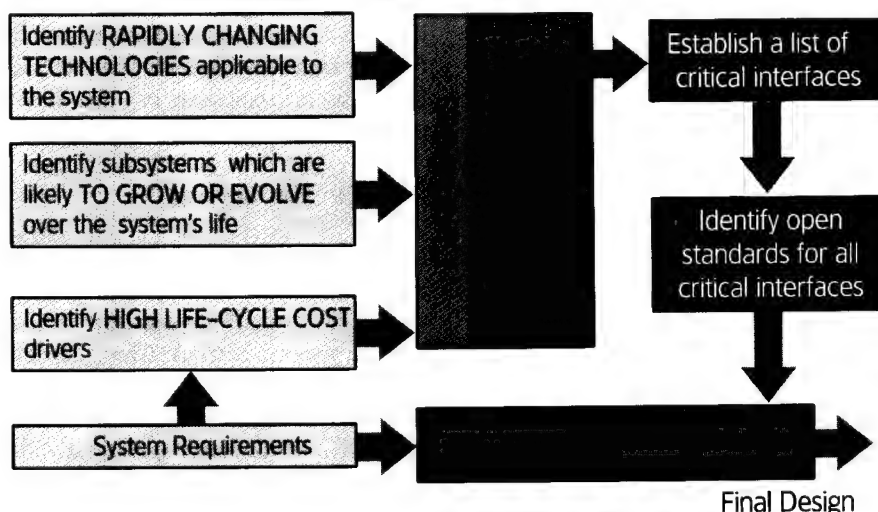 Identify RAPIDLY CHANGING
TECHNOLOGIES applicable to
the system
Identify subsystems which are
likely TO GROW OR EVOLVE
over the system's life
Identify HIGH LIFE-CYCLE COST
drivers
System Requirements
Establish a list of
critical interfaces
Identify open
standards for all
critical interfaces
Final Design